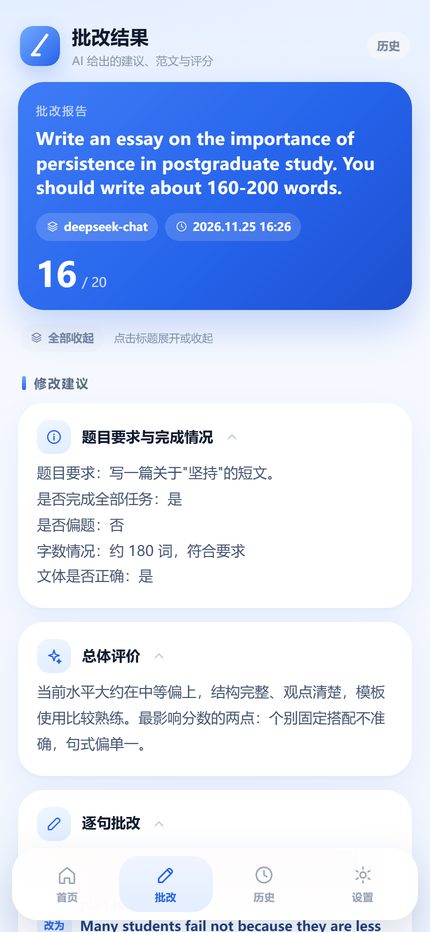 批改结果
AI 给出的建议、范文与评分
历史
批改报告
Write an essay on the importance of
persistence in postgraduate study. You
should write about 160-200 words.
deepseek-chat
2026.11.25 16:26
16 / 20
全部收起
点击标题展开或收起
修改建议
题目要求与完成情况
题目要求：写一篇关于"坚持"的短文。
是否完成全部任务：是
是否偏题：否
字数情况：约 180 词，符合要求
文体是否正确：是
总体评价
当前水平大约在中等偏上，结构完整、观点清楚，模板
使用比较熟练。最影响分数的两点：个别固定搭配不准
确，句式偏单一。
逐句批改
首页
批改
历史
设置
改为
Many students fail not because they are less